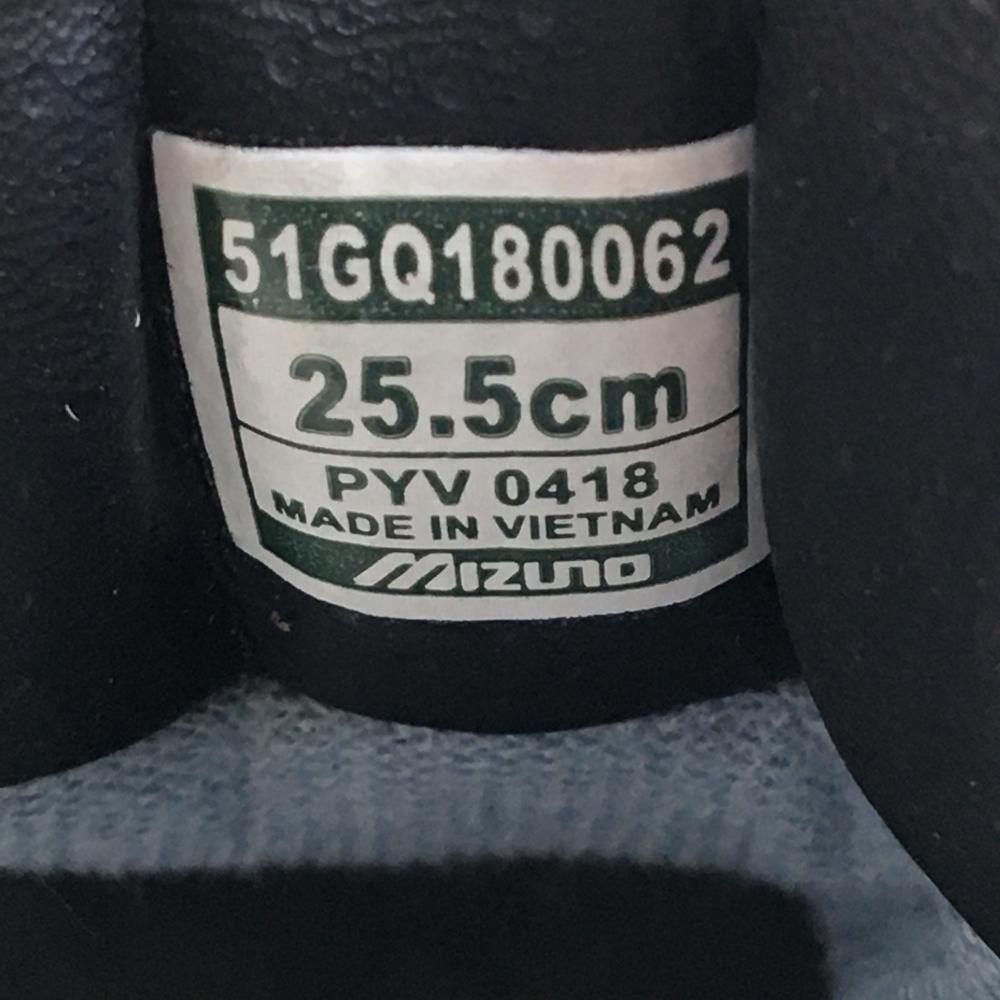 51GQ180062
25.5cm
PYV 0418
MADE IN VIETNAM
MIZUNO